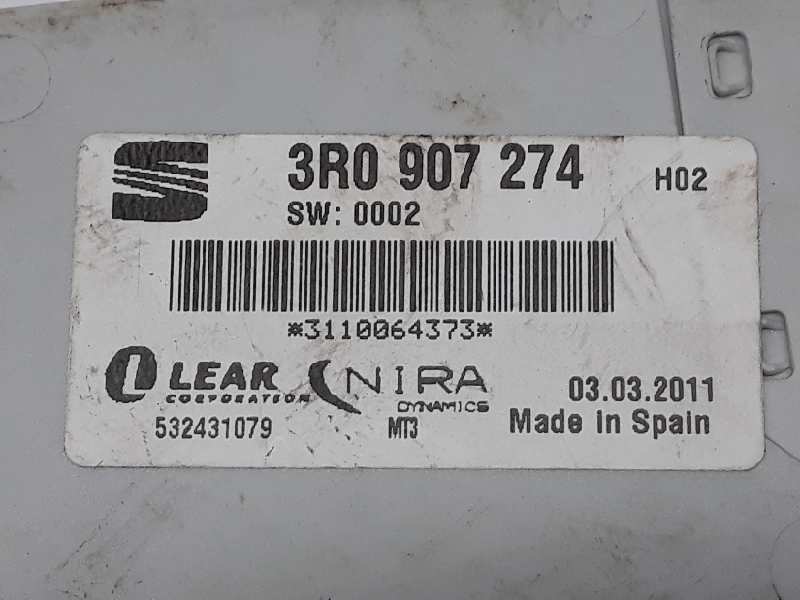 3R0 907 274 H02
SW: 0002
*3110064373*
LEAR NIRA 03.03.2011
CORPORATION DYNAMICS
532431079 MT3 Made in Spain